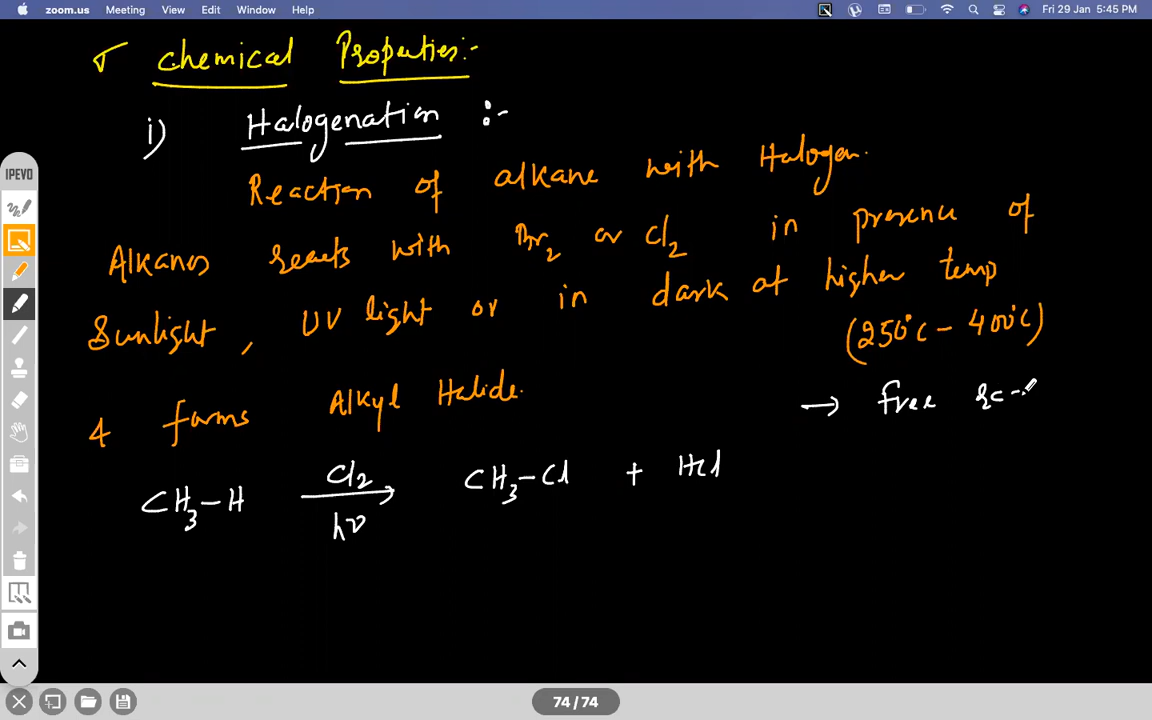 zoom.us Meeting View Edit Window Help Fri 29 Jan 5:45 PM
Chemical Properties:-
i) Halogenation :-
IPEVO
Reaction of alkane with Halogen.
Alkanes reacts with Br2 or Cl2 in presence of
Sunlight, UV light or in dark at higher temp
(250°C - 400°C)
& forms Alkyl Halide.
→ free
CH3-H Cl2 hν → CH3-Cl + HCl
74/74